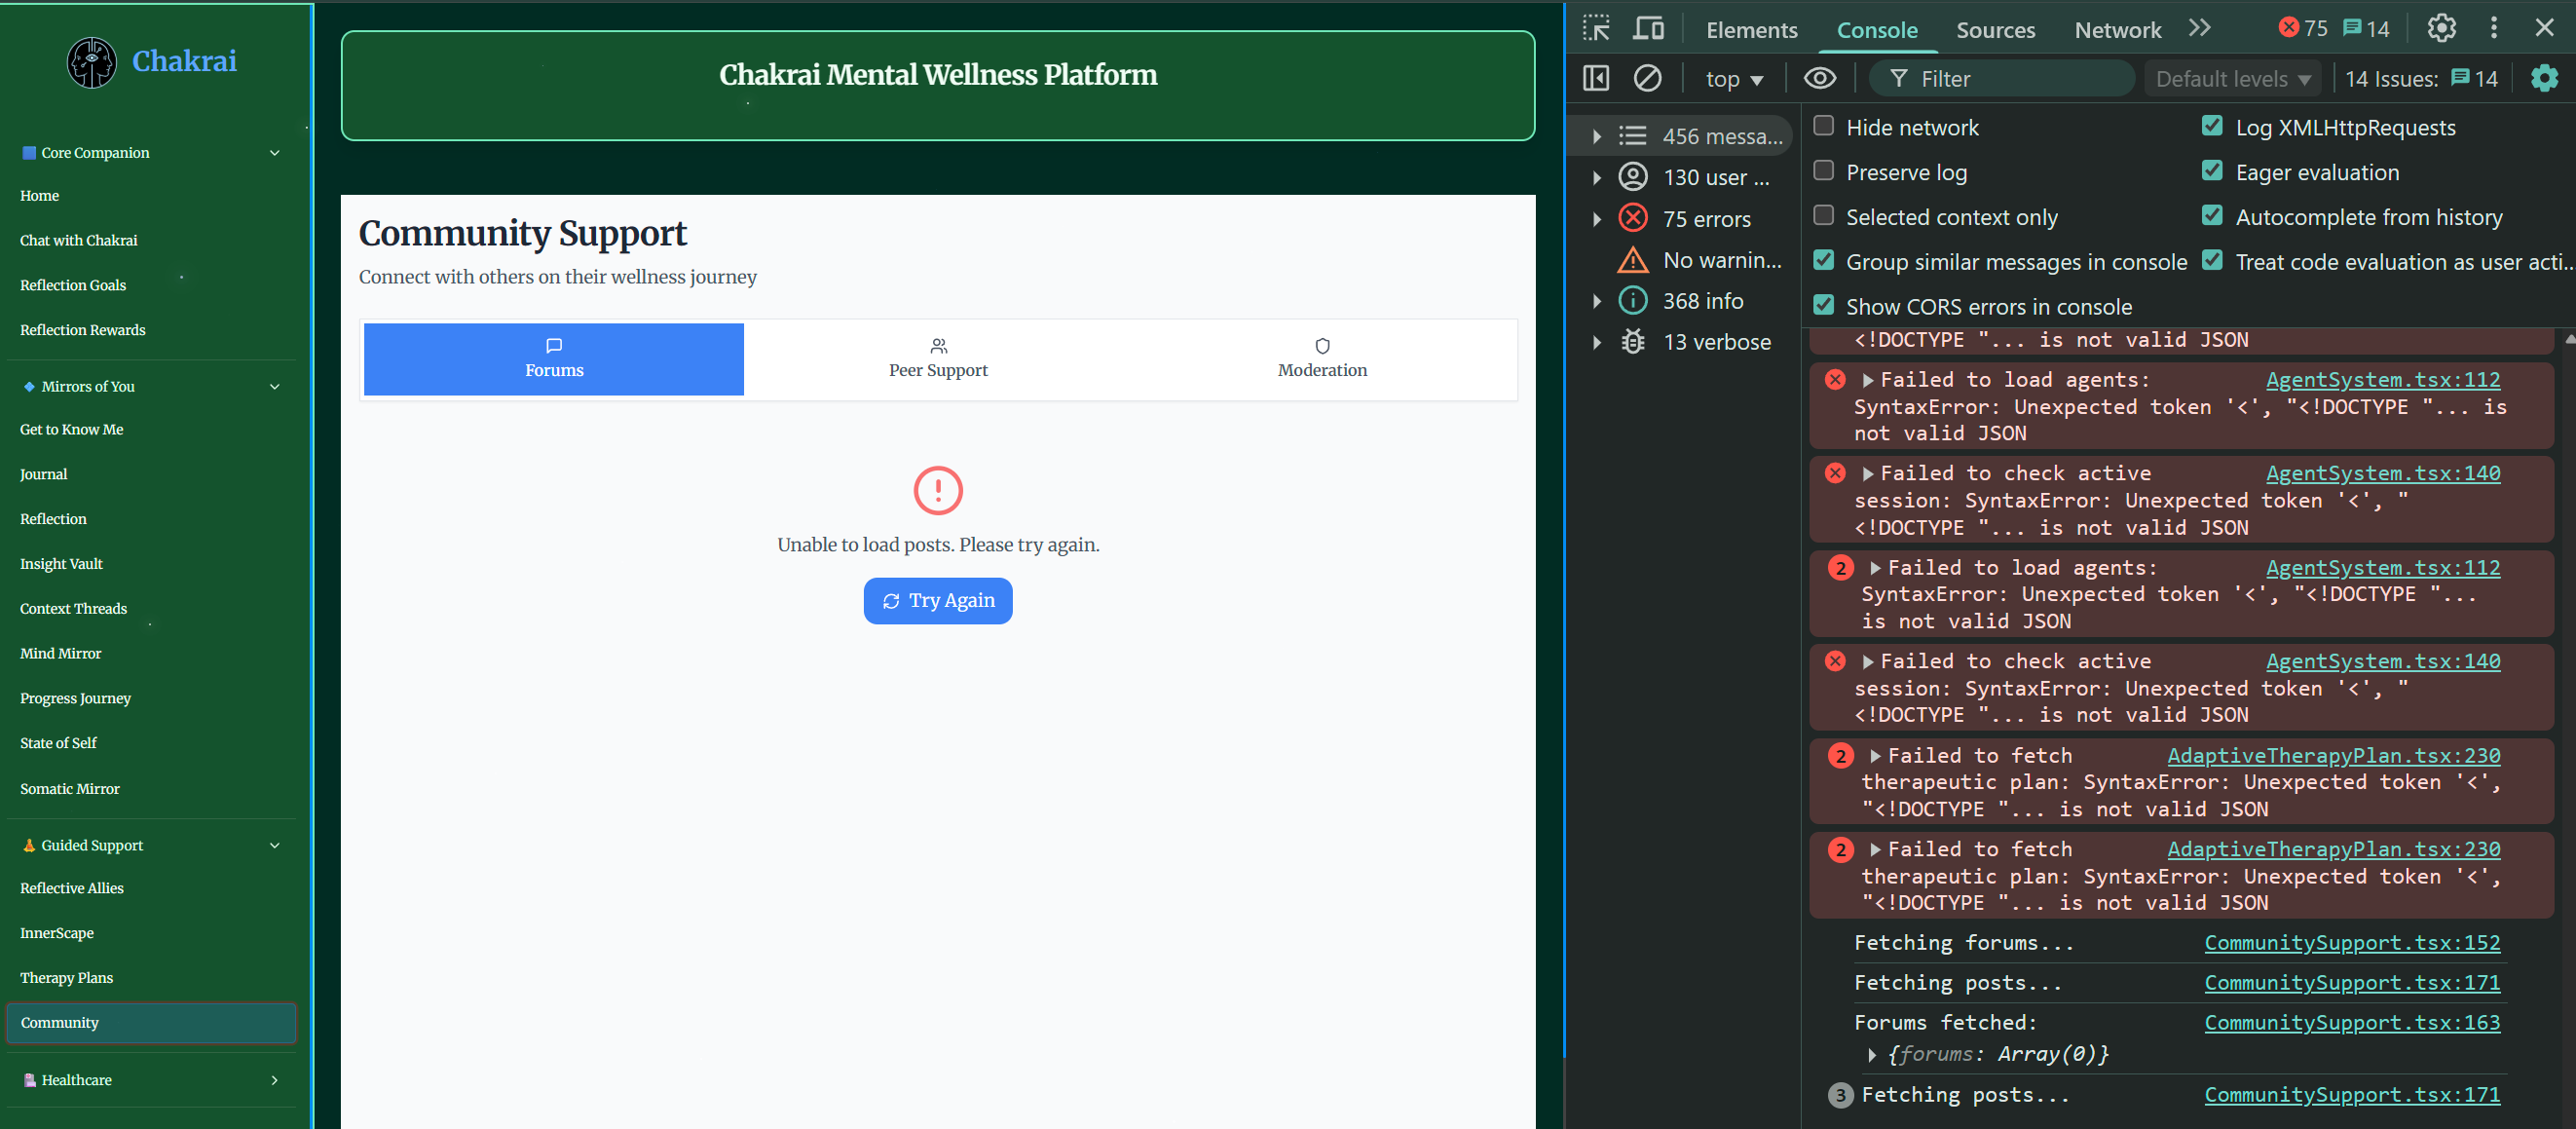 Chakrai
Core Companion
Home
Chat with Chakrai
Reflection Goals
Reflection Rewards
Mirrors of You
Get to Know Me
Journal
Reflection
Insight Vault
Context Threads
Mind Mirror
Progress Journey
State of Self
Somatic Mirror
Guided Support
Reflective Allies
InnerScape
Therapy Plans
Community
Healthcare
Chakrai Mental Wellness Platform
Community Support
Connect with others on their wellness journey
Forums
Peer Support
Moderation
Unable to load posts. Please try again.
Try Again
Elements Console Sources Network 75 14
top Filter Default levels 14 Issues: 14
456 messa...
130 user ...
75 errors
No warnin...
368 info
13 verbose
Hide network Log XMLHttpRequests
Preserve log Eager evaluation
Selected context only Autocomplete from history
Group similar messages in console Treat code evaluation as user acti...
Show CORS errors in console
<!DOCTYPE "... is not valid JSON
Failed to load agents: AgentSystem.tsx:112
SyntaxError: Unexpected token '<', "<!DOCTYPE "... is
not valid JSON
Failed to check active AgentSystem.tsx:140
session: SyntaxError: Unexpected token '<', "
<!DOCTYPE "... is not valid JSON
2 Failed to load agents: AgentSystem.tsx:112
SyntaxError: Unexpected token '<', "<!DOCTYPE "...
is not valid JSON
Failed to check active AgentSystem.tsx:140
session: SyntaxError: Unexpected token '<', "
<!DOCTYPE "... is not valid JSON
2 Failed to fetch AdaptiveTherapyPlan.tsx:230
therapeutic plan: SyntaxError: Unexpected token '<',
"<!DOCTYPE "... is not valid JSON
2 Failed to fetch AdaptiveTherapyPlan.tsx:230
therapeutic plan: SyntaxError: Unexpected token '<',
"<!DOCTYPE "... is not valid JSON
Fetching forums... CommunitySupport.tsx:152
Fetching posts... CommunitySupport.tsx:171
Forums fetched: CommunitySupport.tsx:163
{forums: Array(0)}
3 Fetching posts... CommunitySupport.tsx:171